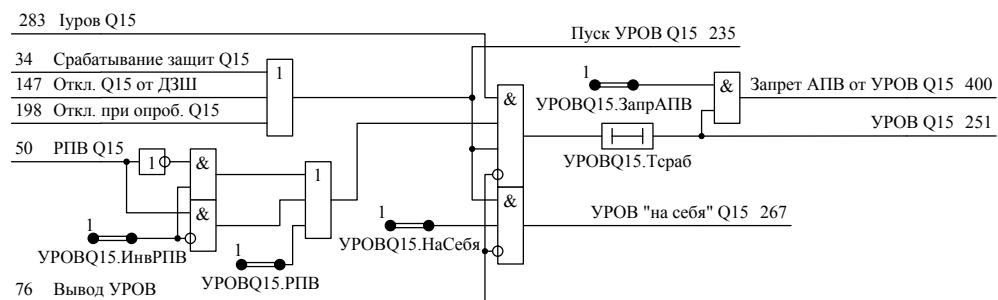 283 Iуров Q15
Пуск УРОВ Q15 235
34 Срабатывание защит Q15
1
1
&
147 Откл. Q15 от ДЗШ
&
Запрет АПВ от УРОВ Q15 400
УРОВQ15.ЗапрАПВ
198 Откл. при опроб. Q15
УРОВ Q15 251
50 РПВ Q15
1
&
1
УРОВQ15.Тсраб
&
1
&
УРОВ "на себя" Q15 267
1
УРОВQ15.НаСебя
УРОВQ15.ИнвРПВ
1
УРОВQ15.РПВ
76 Вывод УРОВ